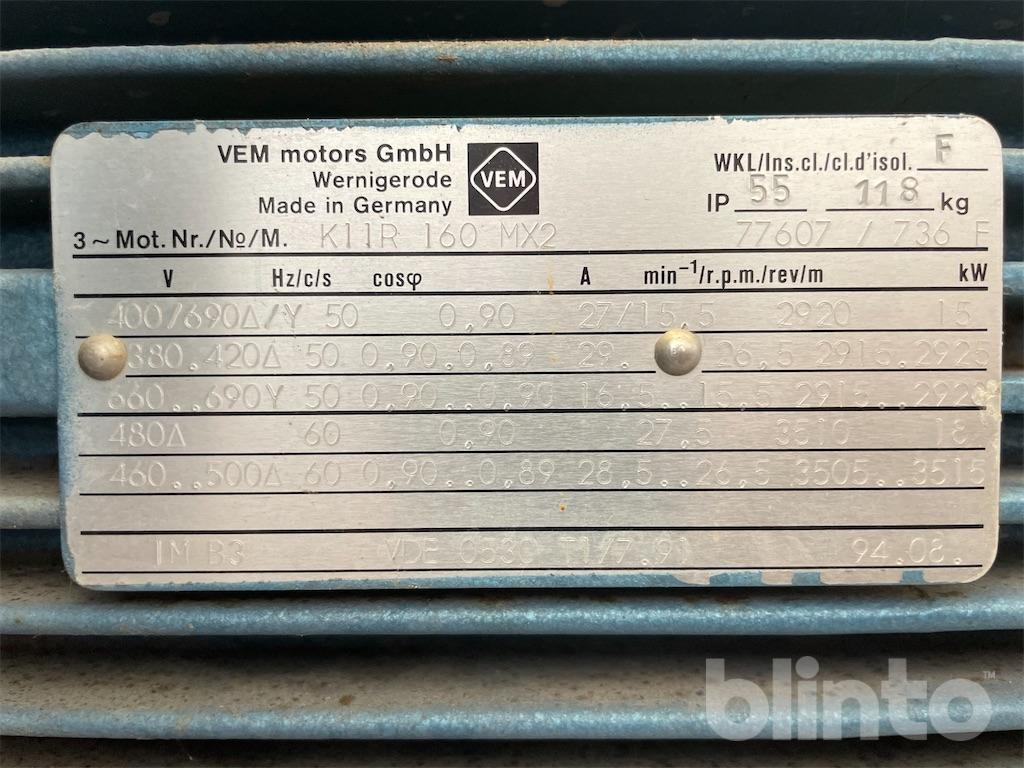 VEM motors GmbH
Wernigerode
Made in Germany
VEM
WKL/Ins.cl./cl.d'isol. F
IP 55 118 kg
3~Mot. Nr./№/M. K11R 160 MX2 77607 / 736 F
V Hz/c/s cosφ A min⁻¹/r.p.m./rev/m kW
400/690Δ/Y 50 0,90 27/15,5 2920 15
380.420Δ 50 0,90.0,89 29. 26,5 2915.2925
660..690Y 50 0,90..0,90 16,5..15,5 2915..2920
480Δ 60 0,90 27,5 3510 18
460..500Δ 60 0,90..0,89 28,5..26,5 3505..3515
IM B3 VDE 0530 T1/7.91 94.08.
blinto™